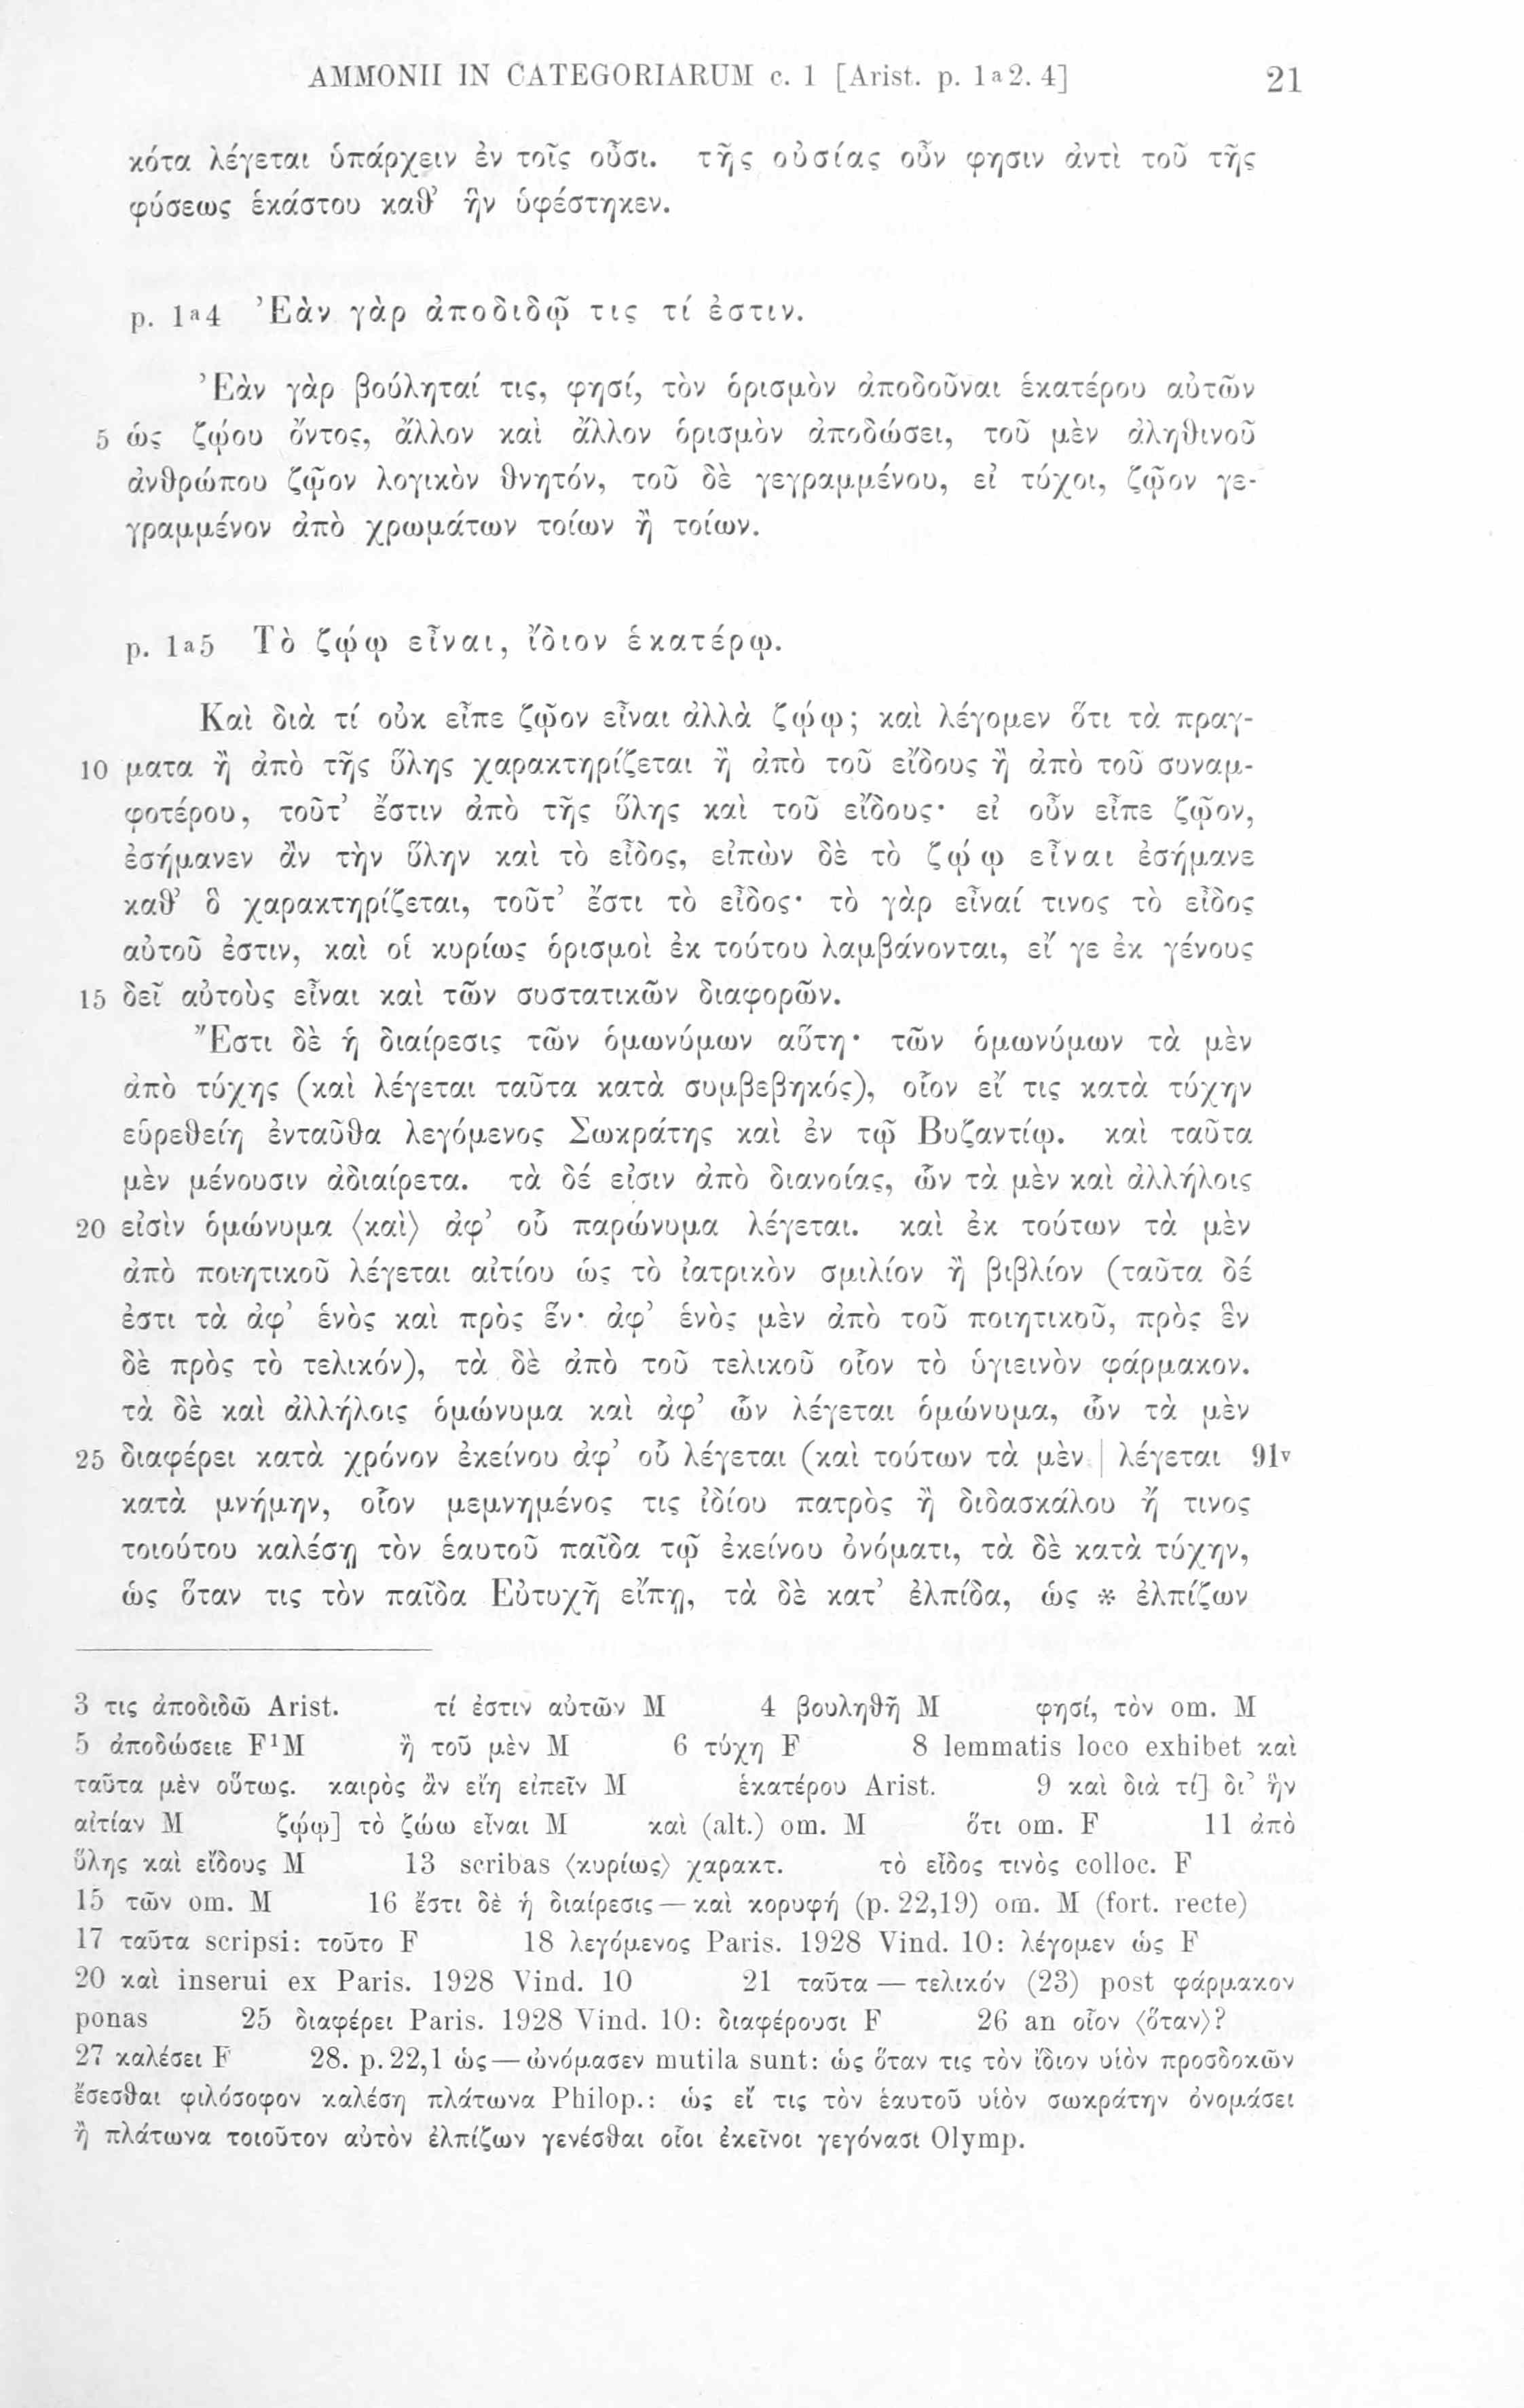 AMMONII IN CATEGORIARUM c. 1 [Arist. p. 1ᵃ2. 4] 21
κότα λέγεται ὑπάρχειν ἐν τοῖς οὖσι. τῆς οὐσίας οὖν φησιν ἀντὶ τοῦ τῆς
φύσεως ἑκάστου καθ’ ἣν ὑφέστηκεν.
p. 1ᵃ4 Ἐὰν γὰρ ἀποδιδῷ τις τί ἐστιν.
Ἐὰν γὰρ βούληταί τις, φησί, τὸν ὁρισμὸν ἀποδοῦναι ἑκατέρου αὐτῶν
5 ὡς ζῴου ὄντος, ἄλλον καὶ ἄλλον ὁρισμὸν ἀποδώσει, τοῦ μὲν ἀληθινοῦ
ἀνθρώπου ζῷον λογικὸν θνητόν, τοῦ δὲ γεγραμμένου, εἰ τύχοι, ζῷον γε-
γραμμένον ἀπὸ χρωμάτων τοίων ἢ τοίων.
p. 1ᵃ5 Τὸ ζῴῳ εἶναι, ἴδιον ἑκατέρῳ.
Καὶ διὰ τί οὐκ εἶπε ζῷον εἶναι ἀλλὰ ζῴῳ; καὶ λέγομεν ὅτι τὰ πραγ-
10 ματα ἢ ἀπὸ τῆς ὕλης χαρακτηρίζεται ἢ ἀπὸ τοῦ εἴδους ἢ ἀπὸ τοῦ συναμ-
φοτέρου, τοῦτ’ ἔστιν ἀπὸ τῆς ὕλης καὶ τοῦ εἴδους· εἰ οὖν εἶπε ζῷον,
ἐσήμανεν ἂν τὴν ὕλην καὶ τὸ εἶδος, εἰπὼν δὲ τὸ ζῴῳ εἶναι ἐσήμανε
καθ’ ὃ χαρακτηρίζεται, τοῦτ’ ἔστι τὸ εἶδος· τὸ γὰρ εἶναί τινος τὸ εἶδος
αὐτοῦ ἐστιν, καὶ οἱ κυρίως ὁρισμοὶ ἐκ τούτου λαμβάνονται, εἴ γε ἐκ γένους
15 δεῖ αὐτοὺς εἶναι καὶ τῶν συστατικῶν διαφορῶν.
Ἔστι δὲ ἡ διαίρεσις τῶν ὁμωνύμων αὕτη· τῶν ὁμωνύμων τὰ μὲν
ἀπὸ τύχης (καὶ λέγεται ταῦτα κατὰ συμβεβηκός), οἷον εἴ τις κατὰ τύχην
εὑρεθείη ἐνταῦθα λεγόμενος Σωκράτης καὶ ἐν τῷ Βυζαντίῳ. καὶ ταῦτα
μὲν μένουσιν ἀδιαίρετα. τὰ δέ εἰσιν ἀπὸ διανοίας, ὧν τὰ μὲν καὶ ἀλλήλοις
20 εἰσὶν ὁμώνυμα ⟨καὶ⟩ ἀφ’ οὗ παρώνυμα λέγεται. καὶ ἐκ τούτων τὰ μὲν
ἀπὸ ποιητικοῦ λέγεται αἰτίου ὡς τὸ ἰατρικὸν σμιλίον ἢ βιβλίον (ταῦτα δέ
ἐστι τὰ ἀφ’ ἑνὸς καὶ πρὸς ἕν· ἀφ’ ἑνὸς μὲν ἀπὸ τοῦ ποιητικοῦ, πρὸς ἓν
δὲ πρὸς τὸ τελικόν), τὰ δὲ ἀπὸ τοῦ τελικοῦ οἷον τὸ ὑγιεινὸν φάρμακον.
τὰ δὲ καὶ ἀλλήλοις ὁμώνυμα καὶ ἀφ’ ὧν λέγεται ὁμώνυμα, ὧν τὰ μὲν
25 διαφέρει κατὰ χρόνον ἐκείνου ἀφ’ οὗ λέγεται (καὶ τούτων τὰ μὲν | λέγεται 91ᵛ
κατὰ μνήμην, οἷον μεμνημένος τις ἰδίου πατρὸς ἢ διδασκάλου ἤ τινος
τοιούτου καλέσῃ τὸν ἑαυτοῦ παῖδα τῷ ἐκείνου ὀνόματι, τὰ δὲ κατὰ τύχην,
ὡς ὅταν τις τὸν παῖδα Εὐτυχῆ εἴπῃ, τὰ δὲ κατ’ ἐλπίδα, ὡς * ἐλπίζων
3 τις ἀποδιδῶ Arist. τί ἐστιν αὐτῶν M 4 βουληθῆ M φησί, τὸν om. M
5 ἀποδώσειε F¹M ἢ τοῦ μὲν M 6 τύχη F 8 lemmatis loco exhibet καὶ
ταῦτα μὲν οὕτως. καιρὸς ἂν εἴη εἰπεῖν M ἑκατέρου Arist. 9 καὶ διὰ τί] δι’ ἣν
αἰτίαν M ζῴῳ] τὸ ζώω εἶναι M καὶ (alt.) om. M ὅτι om. F 11 ἀπὸ
ὕλης καὶ εἴδους M 13 scribas ⟨κυρίως⟩ χαρακτ. τὸ εἶδος τινὸς colloc. F
15 τῶν om. M 16 ἔστι δὲ ἡ διαίρεσις — καὶ κορυφή (p. 22,19) om. M (fort. recte)
17 ταῦτα scripsi: τοῦτο F 18 λεγόμενος Paris. 1928 Vind. 10: λέγομεν ὡς F
20 καὶ inserui ex Paris. 1928 Vind. 10 21 ταῦτα — τελικόν (23) post φάρμακον
ponas 25 διαφέρει Paris. 1928 Vind. 10: διαφέρουσι F 26 an οἷον ⟨ὅταν⟩?
27 καλέσει F 28. p. 22,1 ὡς — ὠνόμασεν mutila sunt: ὡς ὅταν τις τὸν ἴδιον υἱὸν προσδοκῶν
ἔσεσθαι φιλόσοφον καλέση πλάτωνα Philop.: ὡς εἴ τις τὸν ἑαυτοῦ υἱὸν σωκράτην ὀνομάσει
ἢ πλάτωνα τοιοῦτον αὐτὸν ἐλπίζων γενέσθαι οἷοι ἐκεῖνοι γεγόνασι Olymp.